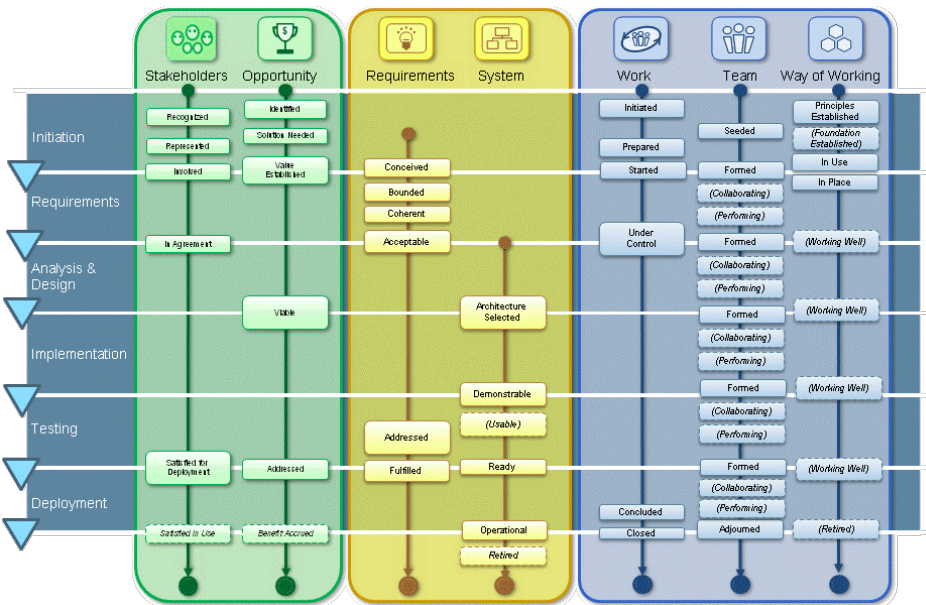 Stakeholders
Opportunity
Requirements
System
Work
Team
Way of Working
$
Initiation
Requirements
Analysis &
Design
Implementation
Testing
Deployment
Recognized
Represented
Involved
In Agreement
Satisfied for
Deployment
Satisfied in Use
Identified
Solution Needed
Value
Established
Viable
Addressed
Benefit Accrued
Conceived
Bounded
Coherent
Acceptable
Addressed
Fulfilled
Architecture
Selected
Demonstrable
(Usable)
Ready
Operational
Retired
Initiated
Prepared
Started
Under
Control
Concluded
Closed
Seeded
Formed
(Collaborating)
(Performing)
Formed
(Collaborating)
(Performing)
Formed
(Collaborating)
(Performing)
Formed
(Collaborating)
(Performing)
Formed
(Collaborating)
(Performing)
Adjourned
Principles
Established
(Foundation
Established)
In Use
In Place
(Working Well)
(Working Well)
(Working Well)
(Working Well)
(Retired)